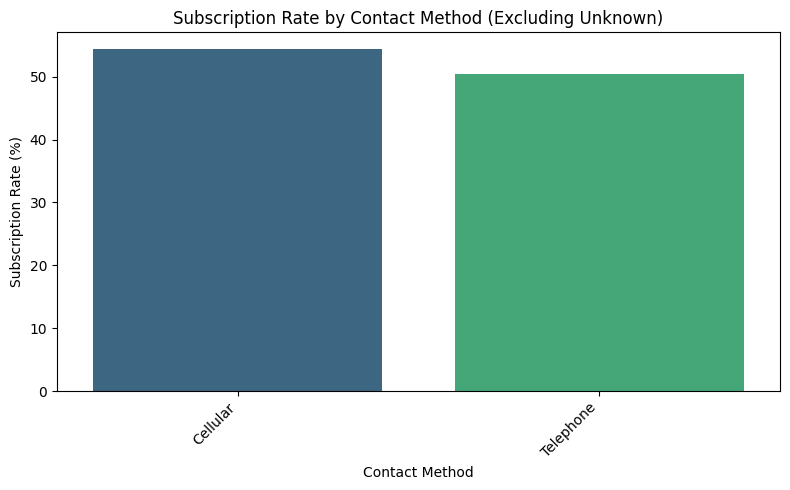 Subscription Rate by Contact Method (Excluding Unknown)
Subscription Rate (%)
50
40
30
20
10
0
Cellular
Telephone
Contact Method